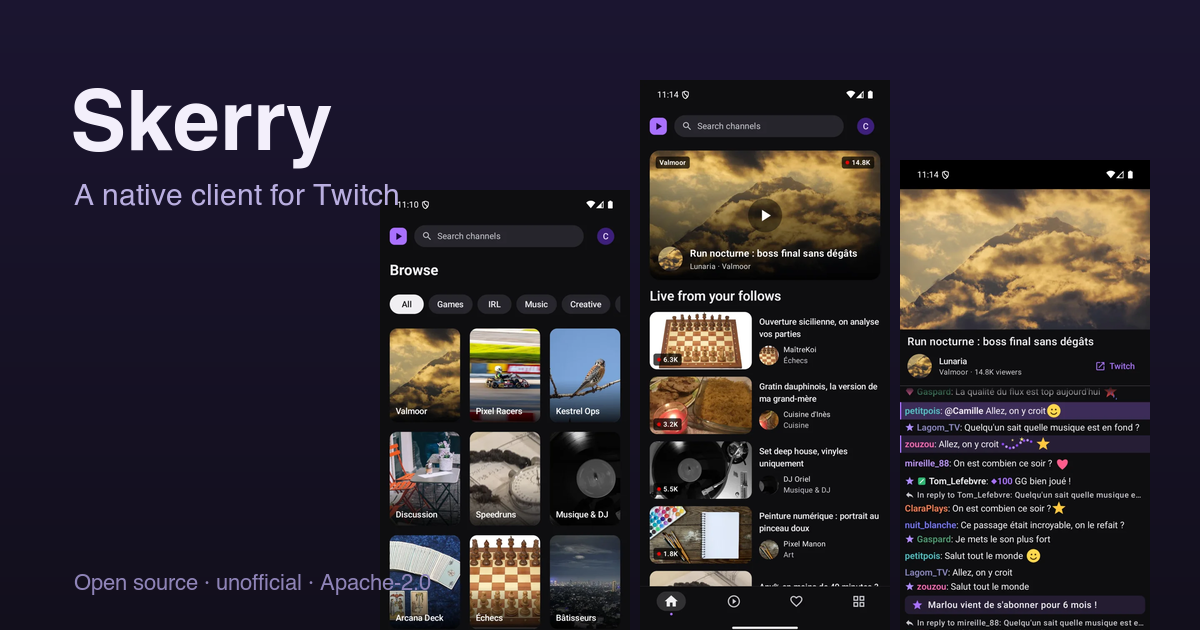 Skerry
A native client for Twitch
Open source · unofficial · Apache-2.0
11:10
Search channels
C
Browse
All
Games
IRL
Music
Creative
Valmoor
Pixel Racers
Kestrel Ops
Discussion
Speedruns
Musique & DJ
Arcana Deck
Échecs
Bâtisseurs
11:14
Search channels
C
Valmoor
14.8K
Run nocturne : boss final sans dégâts
Lunaria · Valmoor
Live from your follows
6.3K
Ouverture sicilienne, on analyse
vos parties
MaîtreKoi
Échecs
3.2K
Gratin dauphinois, la version de
ma grand-mère
Cuisine d'Inès
Cuisine
5.5K
Set deep house, vinyles
uniquement
DJ Oriel
Musique & DJ
1.8K
Peinture numérique : portrait au
pinceau doux
Pixel Manon
Art
11:14
Run nocturne : boss final sans dégâts
Lunaria
Valmoor · 14.8K viewers
Twitch
Gaspard: La qualité du flux est top aujourd'hui
petitpois: @Camille Allez, on y croit
Lagom_TV: Quelqu'un sait quelle musique est en fond ?
zouzou: Allez, on y croit
mireille_88: On est combien ce soir ?
Tom_Lefebvre: 100 GG bien joué !
In reply to Tom_Lefebvre: Quelqu'un sait quelle musique e...
ClaraPlays: On est combien ce soir ?
nuit_blanche: Ce passage était incroyable, on le refait ?
Gaspard: Je mets le son plus fort
petitpois: Salut tout le monde
Lagom_TV: Allez, on y croit
zouzou: Salut tout le monde
Marlou vient de s'abonner pour 6 mois !
In reply to mireille_88: Quelqu'un sait quelle musique est e...